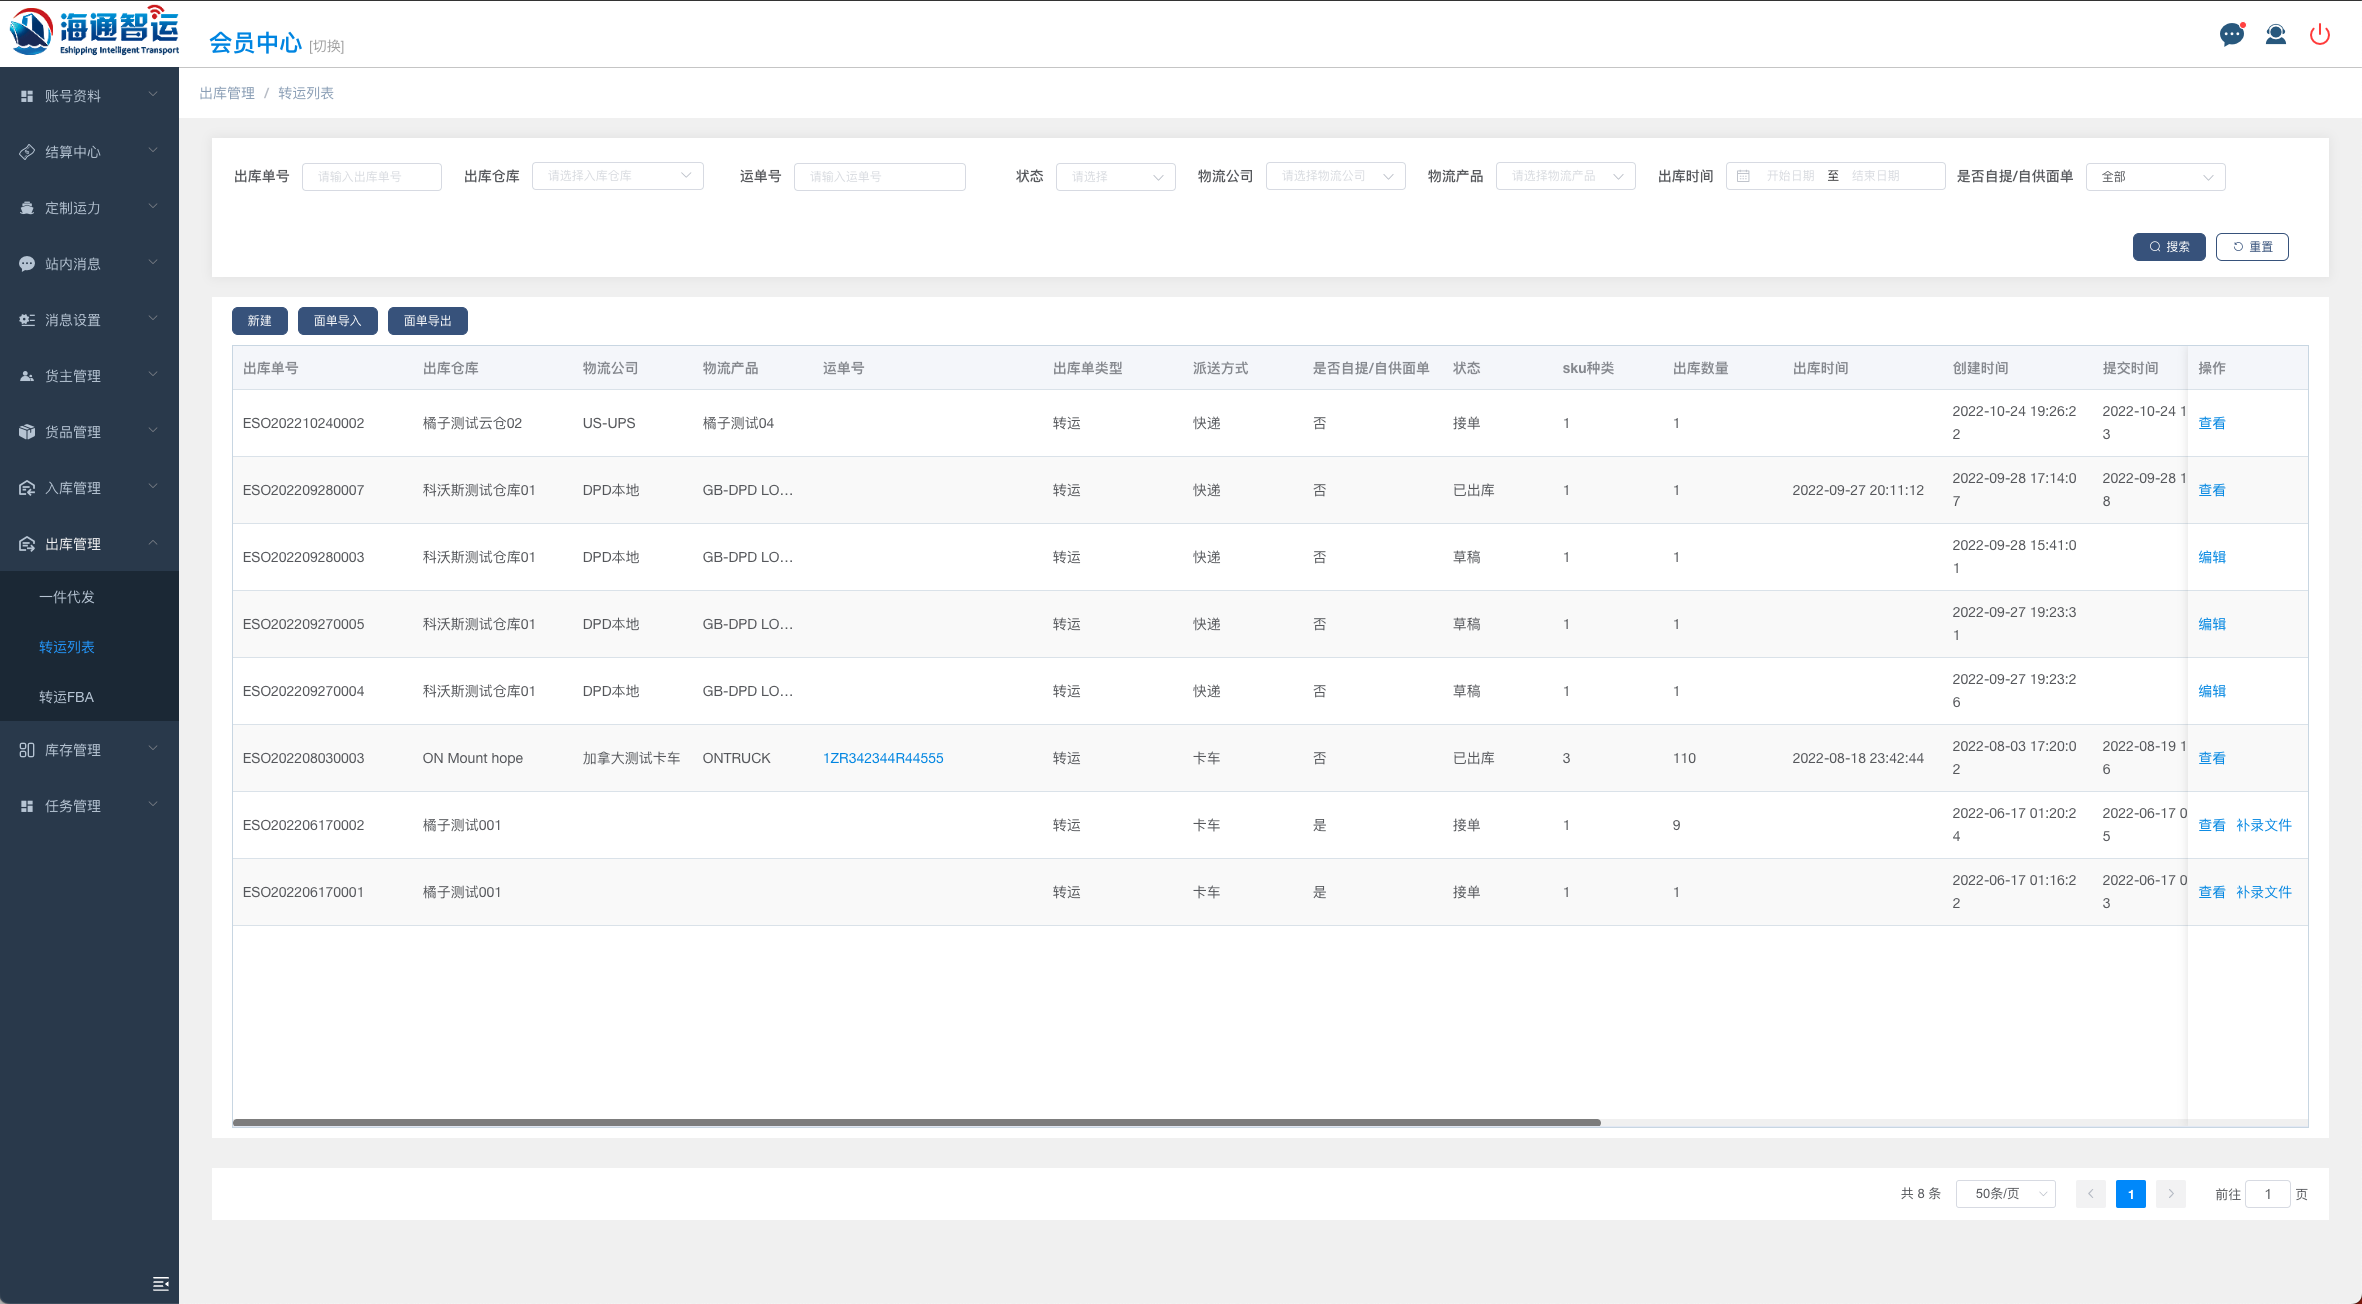 海通智运
Eshipping Intelligent Transport
会员中心 [切换]
账号资料
结算中心
定制运力
站内消息
消息设置
货主管理
货品管理
入库管理
出库管理
一件代发
转运列表
转运FBA
库存管理
任务管理
出库管理 / 转运列表
出库单号 请输入出库单号 出库仓库 请选择入库仓库 运单号 请输入运单号 状态 请选择 物流公司 请选择物流公司 物流产品 请选择物流产品 出库时间 开始日期 至 结束日期 是否自提/自供面单 全部
搜索 重置
新建 面单导入 面单导出
出库单号 出库仓库 物流公司 物流产品 运单号 出库单类型 派送方式 是否自提/自供面单 状态 sku种类 出库数量 出库时间 创建时间 提交时间 操作
ESO202210240002 橘子测试云仓02 US-UPS 橘子测试04 转运 快递 否 接单 1 1 2022-10-24 19:26:2 2022-10-24 1 查看
2 3
ESO202209280007 科沃斯测试仓库01 DPD本地 GB-DPD LO... 转运 快递 否 已出库 1 1 2022-09-27 20:11:12 2022-09-28 17:14:0 2022-09-28 1 查看
7 8
ESO202209280003 科沃斯测试仓库01 DPD本地 GB-DPD LO... 转运 快递 否 草稿 1 1 2022-09-28 15:41:0 编辑
1
ESO202209270005 科沃斯测试仓库01 DPD本地 GB-DPD LO... 转运 快递 否 草稿 1 1 2022-09-27 19:23:3 编辑
1
ESO202209270004 科沃斯测试仓库01 DPD本地 GB-DPD LO... 转运 快递 否 草稿 1 1 2022-09-27 19:23:2 编辑
6
ESO202208030003 ON Mount hope 加拿大测试卡车 ONTRUCK 1ZR342344R44555 转运 卡车 否 已出库 3 110 2022-08-18 23:42:44 2022-08-03 17:20:0 2022-08-19 1 查看
2 6
ESO202206170002 橘子测试001 转运 卡车 是 接单 1 9 2022-06-17 01:20:2 2022-06-17 0 查看 补录文件
4 5
ESO202206170001 橘子测试001 转运 卡车 是 接单 1 1 2022-06-17 01:16:2 2022-06-17 0 查看 补录文件
2 3
共 8 条 50条/页 1 前往 1 页